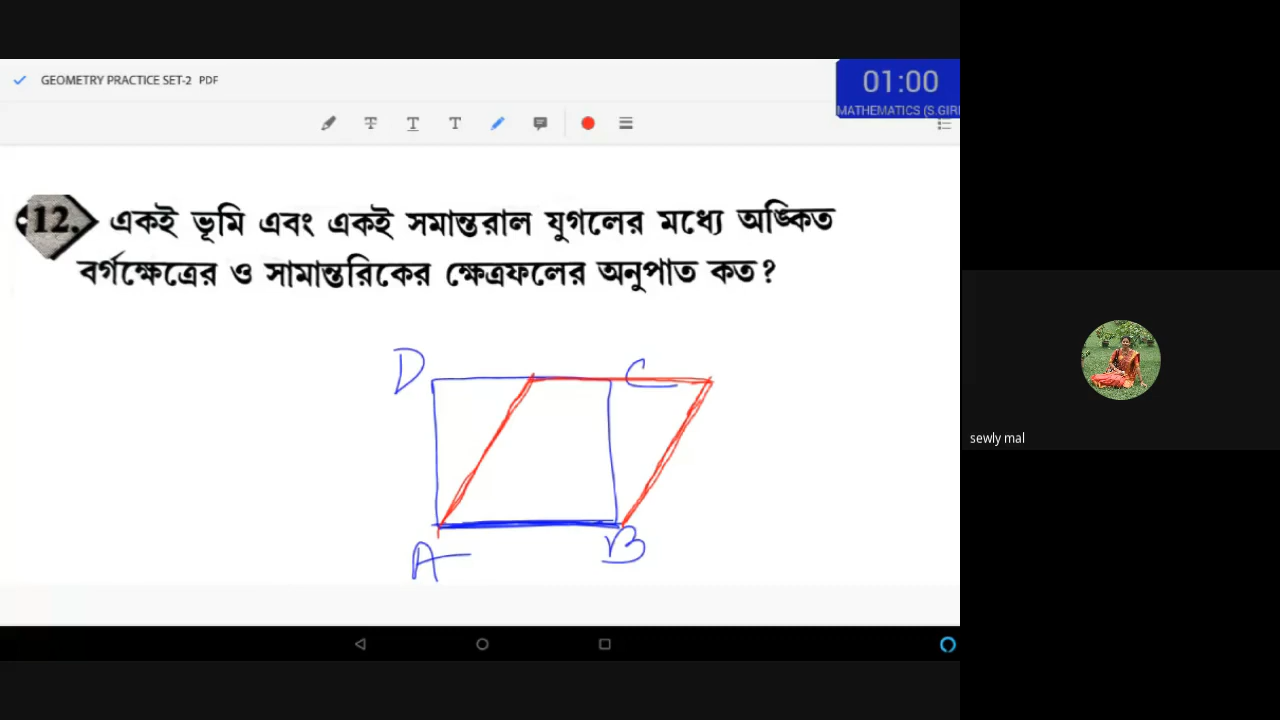 GEOMETRY PRACTICE SET-2 PDF
01:00
MATHEMATICS (S.GIRI
T T T
12. একই ভূমি এবং একই সমান্তরাল যুগলের মধ্যে অঙ্কিত
বর্গক্ষেত্রের ও সামান্তরিকের ক্ষেত্রফলের অনুপাত কত?
D C
A B
sewly mal